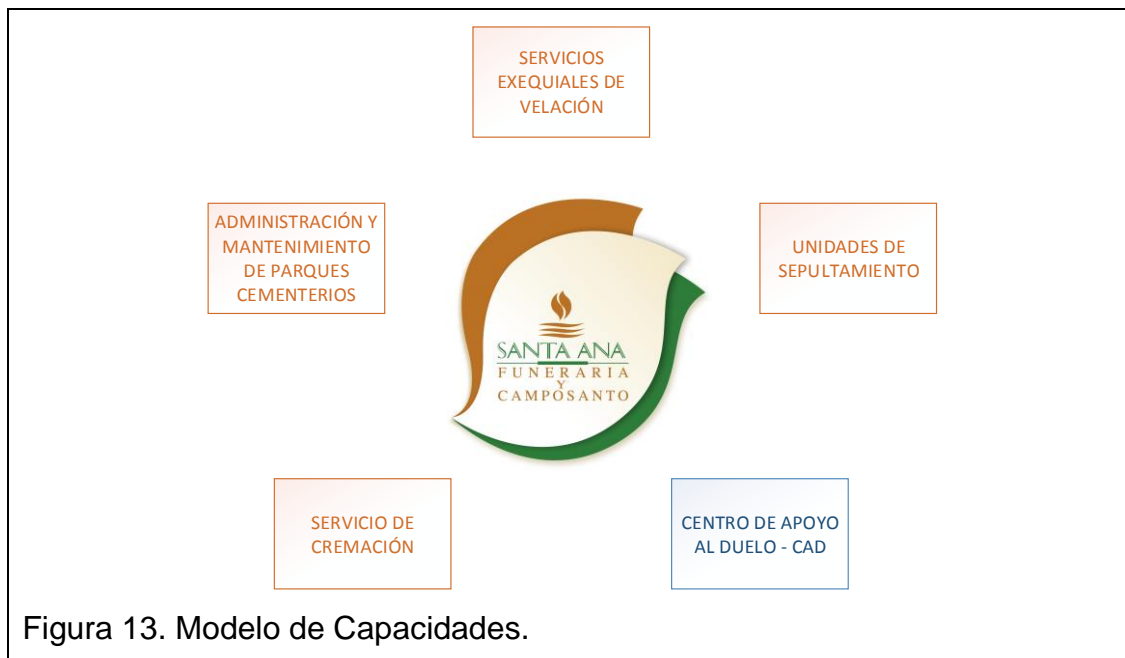 SERVICIOS
EXEQUIALES DE
VELACIÓN
ADMINISTRACIÓN Y
MANTENIMIENTO
DE PARQUES
CEMENTERIOS
UNIDADES DE
SEPULTAMIENTO
SANTA ANA
FUNERARIA
Y
CAMPOSANTO
SERVICIO DE
CREMACIÓN
CENTRO DE APOYO
AL DUELO - CAD
Figura 13. Modelo de Capacidades.